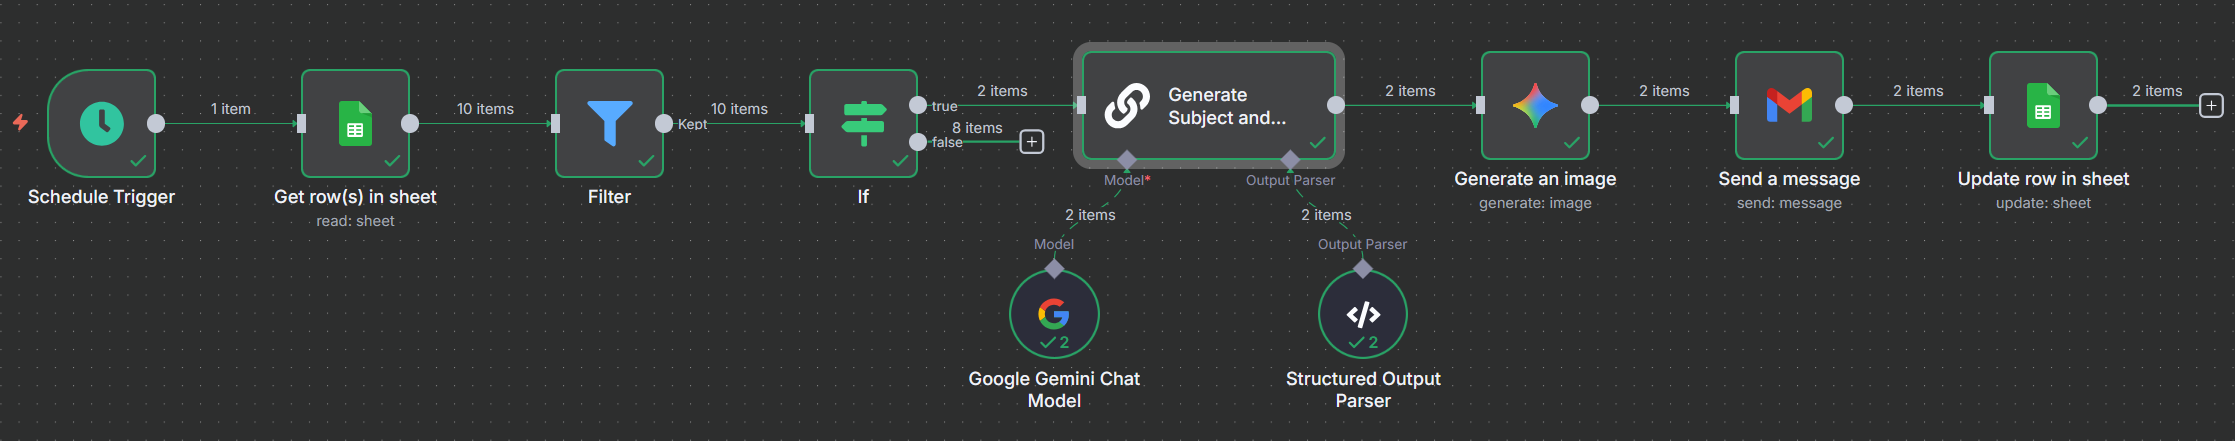 1 item
10 items
Kept
10 items
true
2 items
8 items
false
Generate
Subject and...
2 items
2 items
2 items
2 items
Schedule Trigger
Get row(s) in sheet
read: sheet
Filter
If
Model*
Output Parser
Generate an image
generate: image
Send a message
send: message
Update row in sheet
update: sheet
2 items
2 items
Model
Output Parser
2
2
Google Gemini Chat
Model
Structured Output
Parser